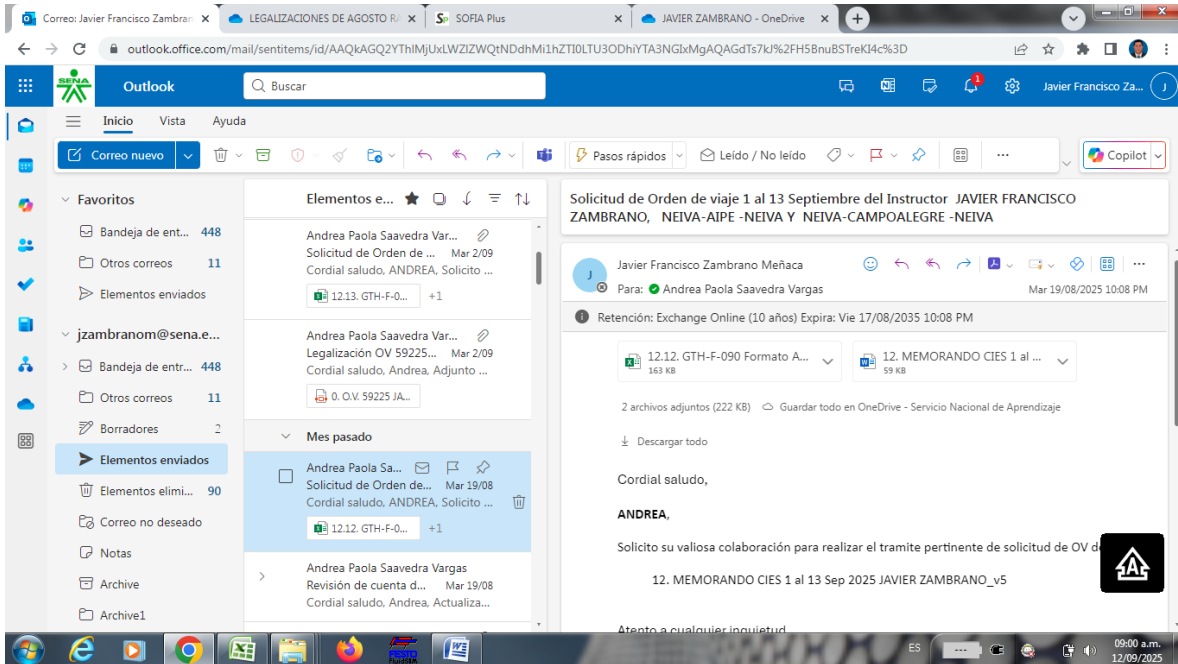 Correo: Javier Francisco Zambran
LEGALIZACIONES DE AGOSTO RA
SOFIA Plus
JAVIER ZAMBRANO - OneDrive
outlook.office.com/mail/sentitems/id/AAQkAGQ2YThlMjUxLWZlZWQtNDdhMi1hZTI0LTU3ODhiYTA3NGIxMgAQAGdTs7kJ%2FH5BnuBSTreKI4c%3D
SENA
Outlook
Buscar
1
Javier Francisco Za...
J
Inicio Vista Ayuda
Correo nuevo
Pasos rápidos
Leído / No leído
Copilot
Favoritos
Bandeja de ent... 448
Otros correos 11
Elementos enviados
jzambranom@sena.e...
Bandeja de entr... 448
Otros correos 11
Borradores 2
Elementos enviados
Elementos elimi... 90
Correo no deseado
Notas
Archive
Archive1
Elementos e...
Andrea Paola Saavedra Var...
Solicitud de Orden de ... Mar 2/09
Cordial saludo, ANDREA, Solicito ...
12.13. GTH-F-0... +1
Andrea Paola Saavedra Var...
Legalización OV 59225... Mar 2/09
Cordial saludo, Andrea, Adjunto ...
0. O.V. 59225 JA...
Mes pasado
Andrea Paola Sa...
Solicitud de Orden de... Mar 19/08
Cordial saludo, ANDREA, Solicito ...
12.12. GTH-F-0... +1
Andrea Paola Saavedra Vargas
Revisión de cuenta d... Mar 19/08
Cordial saludo, Andrea, Actualiza...
Solicitud de Orden de viaje 1 al 13 Septiembre del Instructor JAVIER FRANCISCO
ZAMBRANO, NEIVA-AIPE -NEIVA Y NEIVA-CAMPOALEGRE -NEIVA
J
Javier Francisco Zambrano Meñaca
Para: Andrea Paola Saavedra Vargas
Mar 19/08/2025 10:08 PM
Retención: Exchange Online (10 años) Expira: Vie 17/08/2035 10:08 PM
12.12. GTH-F-090 Formato A...
163 KB
12. MEMORANDO CIES 1 al ...
59 KB
2 archivos adjuntos (222 KB) Guardar todo en OneDrive - Servicio Nacional de Aprendizaje
Descargar todo
Cordial saludo,
ANDREA,
Solicito su valiosa colaboración para realizar el tramite pertinente de solicitud de OV d
12. MEMORANDO CIES 1 al 13 Sep 2025 JAVIER ZAMBRANO_v5
Atento a cualquier inquietud
A
FESTO
FluidSIM
ES
09:00 a.m.
12/09/2025